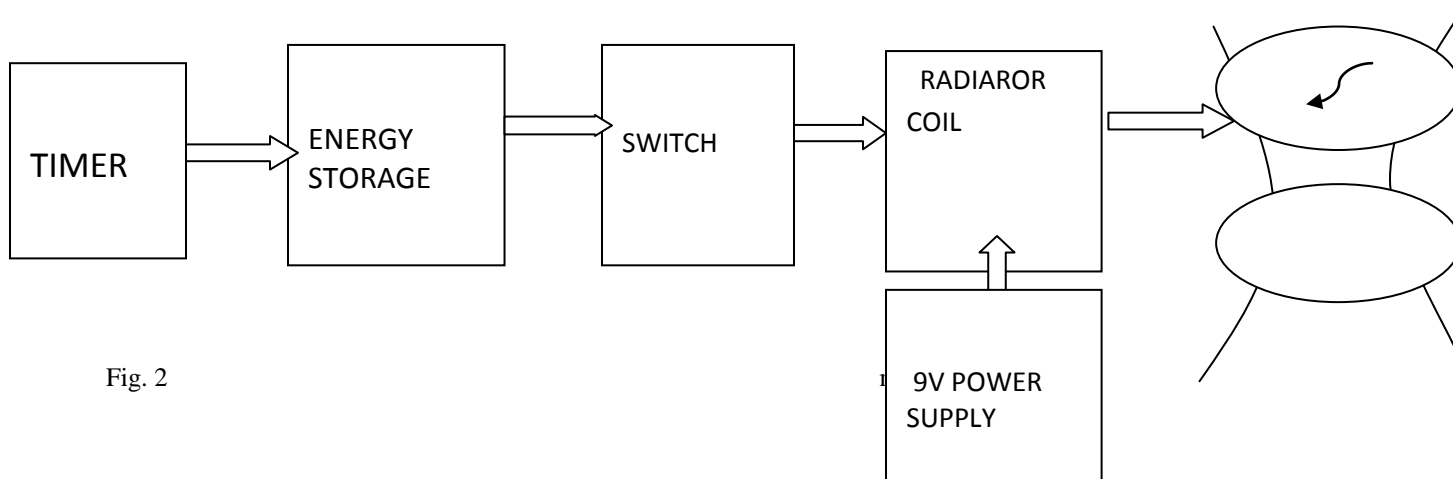 TIMER
ENERGY
STORAGE
SWITCH
RADIAROR
COIL
Fig. 2
9V POWER
SUPPLY